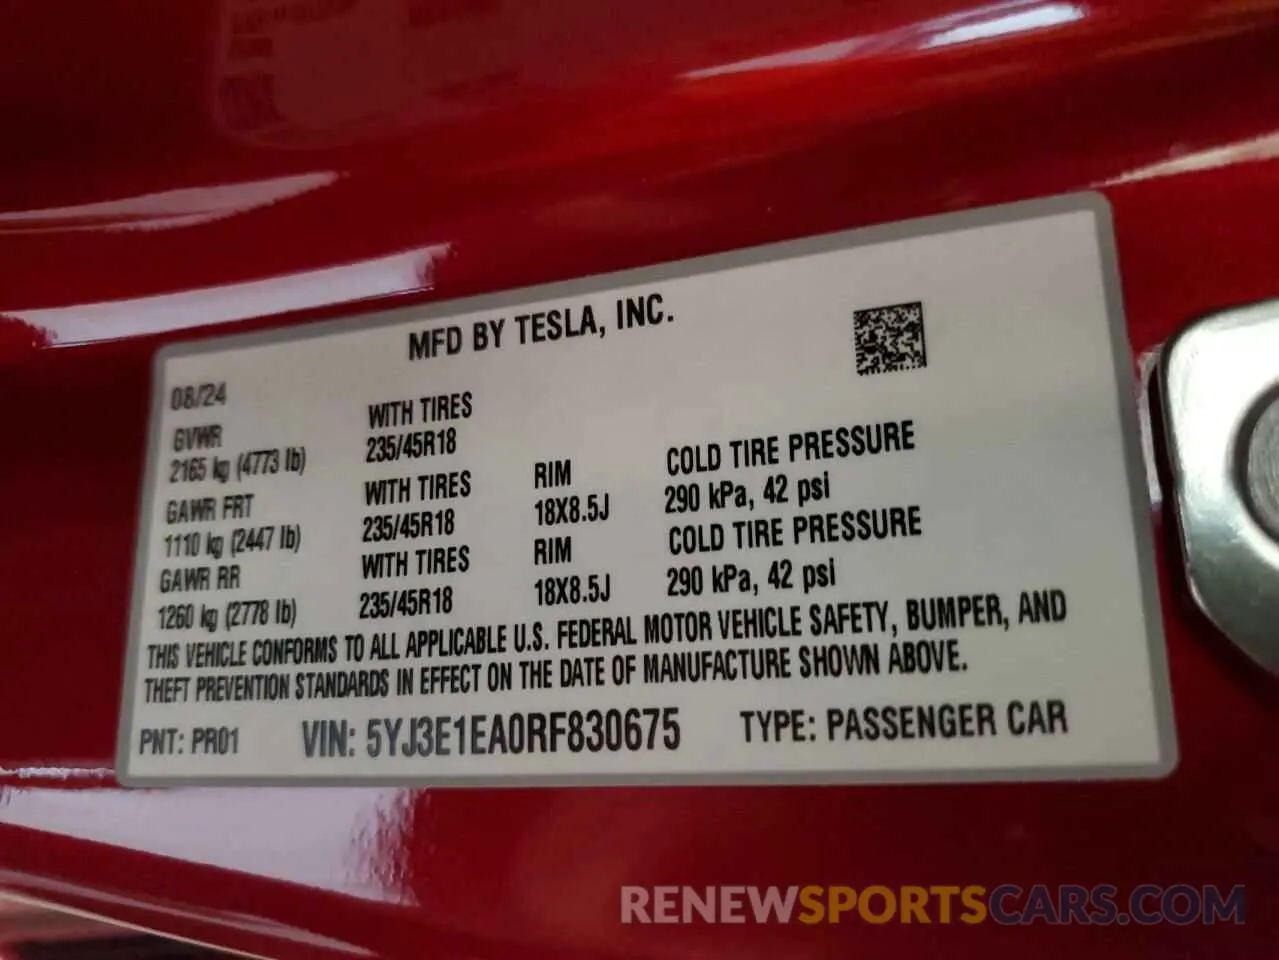 MFD BY TESLA, INC.
08/24
GVWR
2165 kg (4773 lb)
WITH TIRES
235/45R18
GAWR FRT
1110 kg (2447 lb)
WITH TIRES
235/45R18
RIM
18X8.5J
COLD TIRE PRESSURE
290 kPa, 42 psi
GAWR RR
1260 kg (2778 lb)
WITH TIRES
235/45R18
RIM
18X8.5J
COLD TIRE PRESSURE
290 kPa, 42 psi
THIS VEHICLE CONFORMS TO ALL APPLICABLE U.S. FEDERAL MOTOR VEHICLE SAFETY, BUMPER, AND
THEFT PREVENTION STANDARDS IN EFFECT ON THE DATE OF MANUFACTURE SHOWN ABOVE.
PNT: PR01 VIN: 5YJ3E1EA0RF830675 TYPE: PASSENGER CAR
RENEWSPORTSCARS.COM